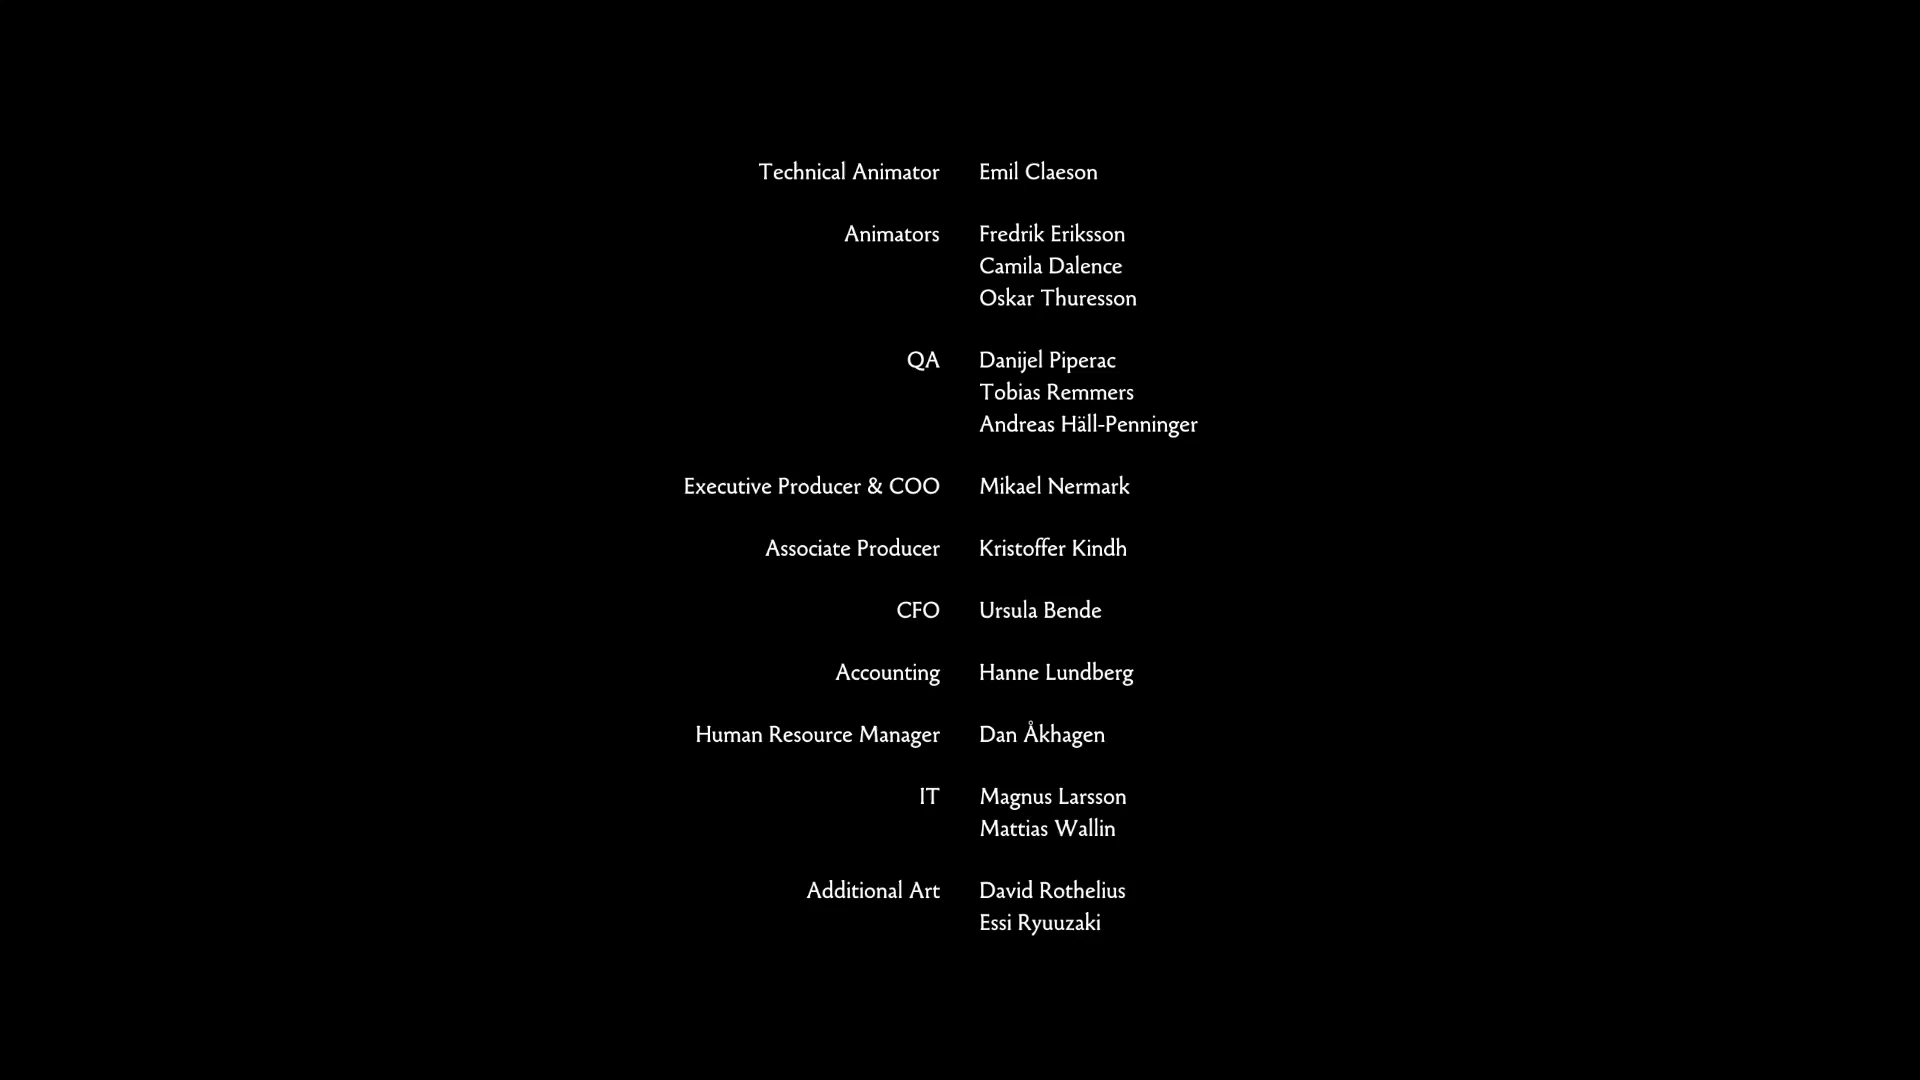 Technical Animator Emil Claeson
Animators Fredrik Eriksson
Camila Dalence
Oskar Thuresson
QA Danijel Piperac
Tobias Remmers
Andreas Häll-Penninger
Executive Producer & COO Mikael Nermark
Associate Producer Kristoffer Kindh
CFO Ursula Bende
Accounting Hanne Lundberg
Human Resource Manager Dan Åkhagen
IT Magnus Larsson
Mattias Wallin
Additional Art David Rothelius
Essi Ryuuzaki